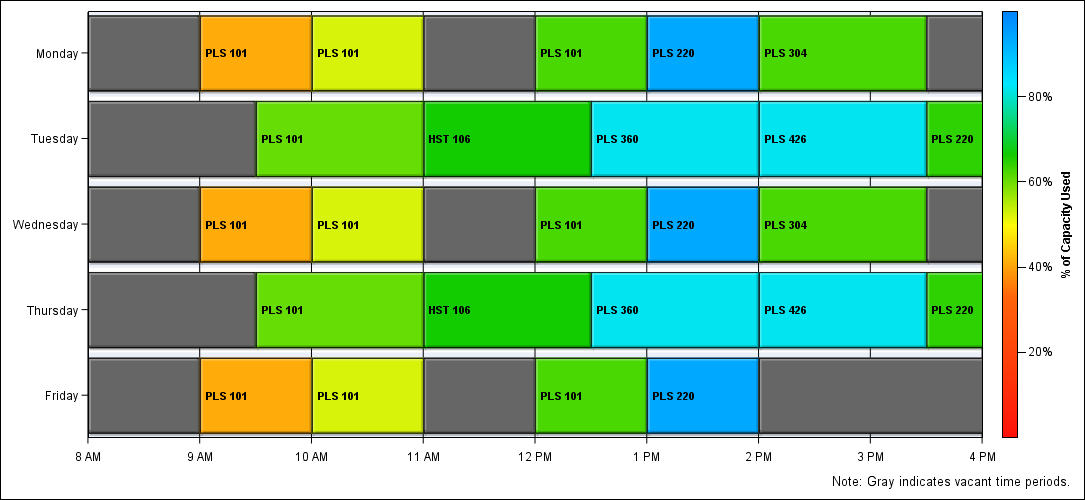 Monday
PLS 101
PLS 101
PLS 101
PLS 220
PLS 304
Tuesday
PLS 101
HST 106
PLS 360
PLS 426
PLS 220
Wednesday
PLS 101
PLS 101
PLS 101
PLS 220
PLS 304
Thursday
PLS 101
HST 106
PLS 360
PLS 426
PLS 220
Friday
PLS 101
PLS 101
PLS 101
PLS 220
8 AM
9 AM
10 AM
11 AM
12 PM
1 PM
2 PM
3 PM
4 PM
80%
60%
40%
20%
% of Capacity Used
Note: Gray indicates vacant time periods.